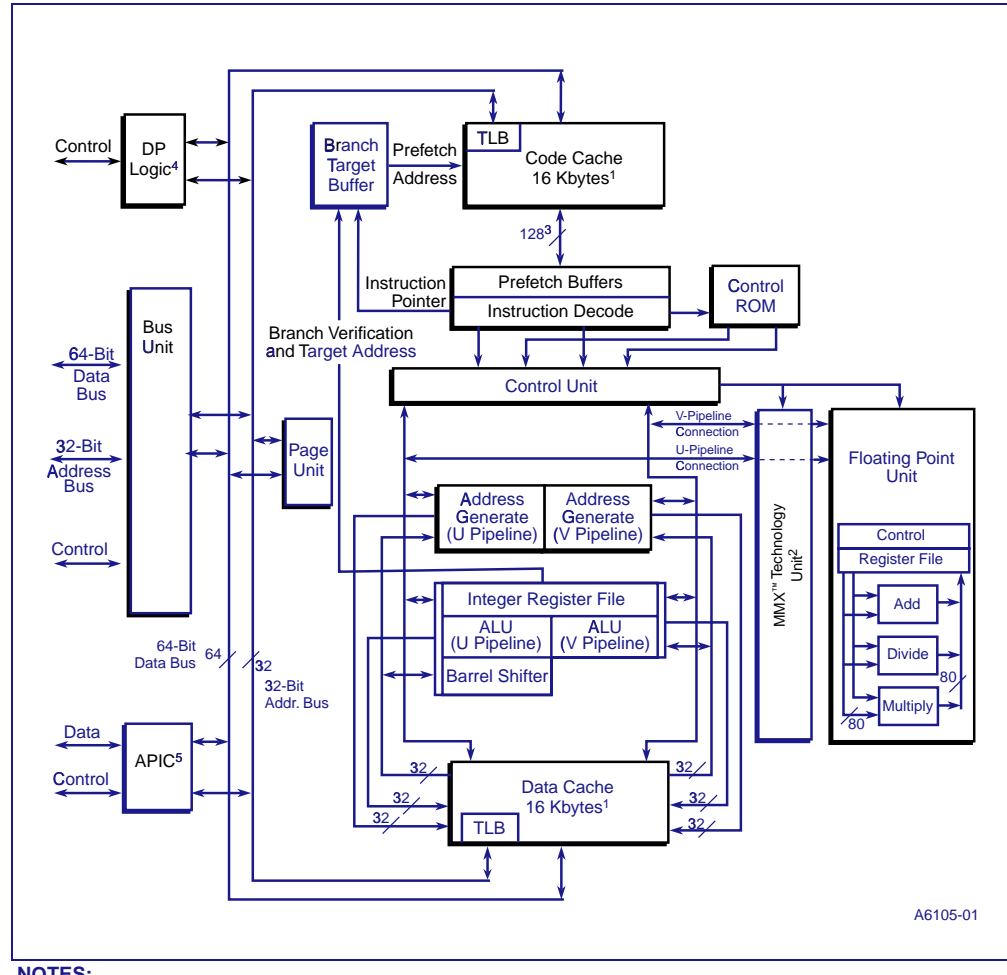 Control
DP
Logic4
Branch
Target
Buffer
Prefetch
Address
TLB
Code Cache
16 Kbytes1
1283
Instruction
Pointer
Prefetch Buffers
Instruction Decode
Control
ROM
Branch Verification
and Target Address
Bus
Unit
64-Bit
Data
Bus
32-Bit
Address
Bus
Control
Page
Unit
Control Unit
V-Pipeline
Connection
U-Pipeline
Connection
MMX™ Technology
Unit2
Floating Point
Unit
Control
Register File
Add
Divide
Multiply
80
80
Address
Generate
(U Pipeline)
Address
Generate
(V Pipeline)
Integer Register File
ALU
(U Pipeline)
ALU
(V Pipeline)
Barrel Shifter
64-Bit
Data Bus
64
32
32-Bit
Addr. Bus
Data
Control
APIC5
32
32
32
Data Cache
16 Kbytes1
TLB
32
32
32
A6105-01
NOTES: